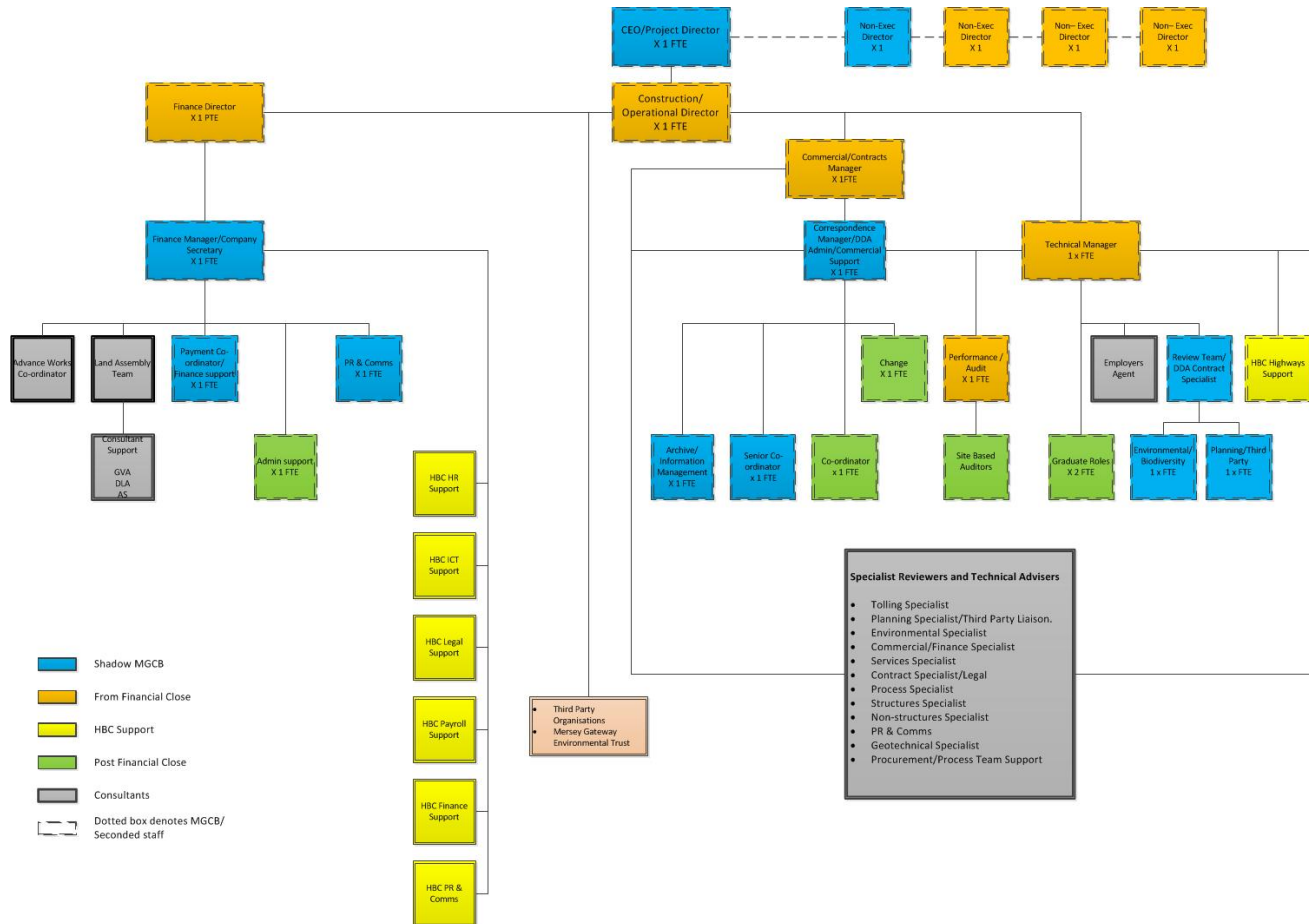 CEO/Project Director
X 1 FTE
Non-Exec
Director
X 1
Non-Exec
Director
X 1
Non– Exec
Director
X 1
Non– Exec
Director
X 1
Finance Director
X 1 PTE
Construction/
Operational Director
X 1 FTE
Commercial/Contracts
Manager
X 1FTE
Finance Manager/Company
Secretary
X 1 FTE
Correspondence
Manager/DDA
Admin/Commercial
Support
X 1 FTE
Technical Manager
1 x FTE
Advance Works
Co-ordinator
Land Assembly
Team
Payment Co-
ordinator/
Finance support
X 1 FTE
PR & Comms
X 1 FTE
Change
X 1 FTE
Performance /
Audit
X 1 FTE
Employers
Agent
Review Team/
DDA Contract
Specialist
HBC Highways
Support
Consultant
Support
GVA
DLA
AS
Admin support
X 1 FTE
Archive/
Information
Management
X 1 FTE
Senior Co-
ordinator
x 1 FTE
Co-ordinator
x 1 FTE
Site Based
Auditors
Graduate Roles
X 2 FTE
Environmental/
Biodiversity
1 x FTE
Planning/Third
Party
1 x FTE
HBC HR
Support
HBC ICT
Support
HBC Legal
Support
HBC Payroll
Support
HBC Finance
Support
HBC PR &
Comms
• Third Party
Organisations
• Mersey Gateway
Environmental Trust
Specialist Reviewers and Technical Advisers
• Tolling Specialist
• Planning Specialist/Third Party Liaison.
• Environmental Specialist
• Commercial/Finance Specialist
• Services Specialist
• Contract Specialist/Legal
• Process Specialist
• Structures Specialist
• Non-structures Specialist
• PR & Comms
• Geotechnical Specialist
• Procurement/Process Team Support
Shadow MGCB
From Financial Close
HBC Support
Post Financial Close
Consultants
Dotted box denotes MGCB/
Seconded staff